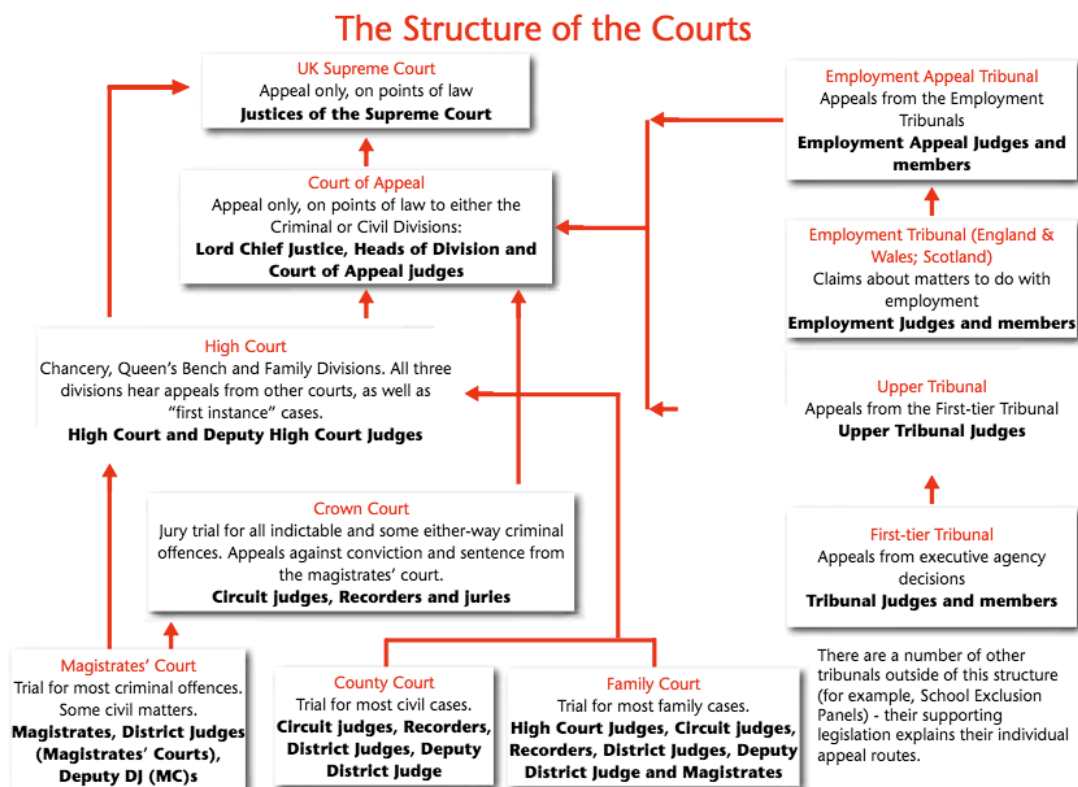 The Structure of the Courts
UK Supreme Court
Appeal only, on points of law
Justices of the Supreme Court
Court of Appeal
Appeal only, on points of law to either the
Criminal or Civil Divisions:
Lord Chief Justice, Heads of Division and
Court of Appeal judges
High Court
Chancery, Queen's Bench and Family Divisions. All three
divisions hear appeals from other courts, as well as
“first instance” cases.
High Court and Deputy High Court Judges
Crown Court
Jury trial for all indictable and some either-way criminal
offences. Appeals against conviction and sentence from
the magistrates' court.
Circuit judges, Recorders and juries
Magistrates' Court
Trial for most criminal offences.
Some civil matters.
Magistrates, District Judges
(Magistrates' Courts),
Deputy DJ (MC)s
County Court
Trial for most civil cases.
Circuit judges, Recorders,
District Judges, Deputy
District Judge
Family Court
Trial for most family cases.
High Court Judges, Circuit judges,
Recorders, District Judges, Deputy
District Judge and Magistrates
Employment Appeal Tribunal
Appeals from the Employment
Tribunals
Employment Appeal Judges and
members
Employment Tribunal (England &
Wales; Scotland)
Claims about matters to do with
employment
Employment Judges and members
Upper Tribunal
Appeals from the First-tier Tribunal
Upper Tribunal Judges
First-tier Tribunal
Appeals from executive agency
decisions
Tribunal Judges and members
There are a number of other
tribunals outside of this structure
(for example, School Exclusion
Panels) - their supporting
legislation explains their individual
appeal routes.